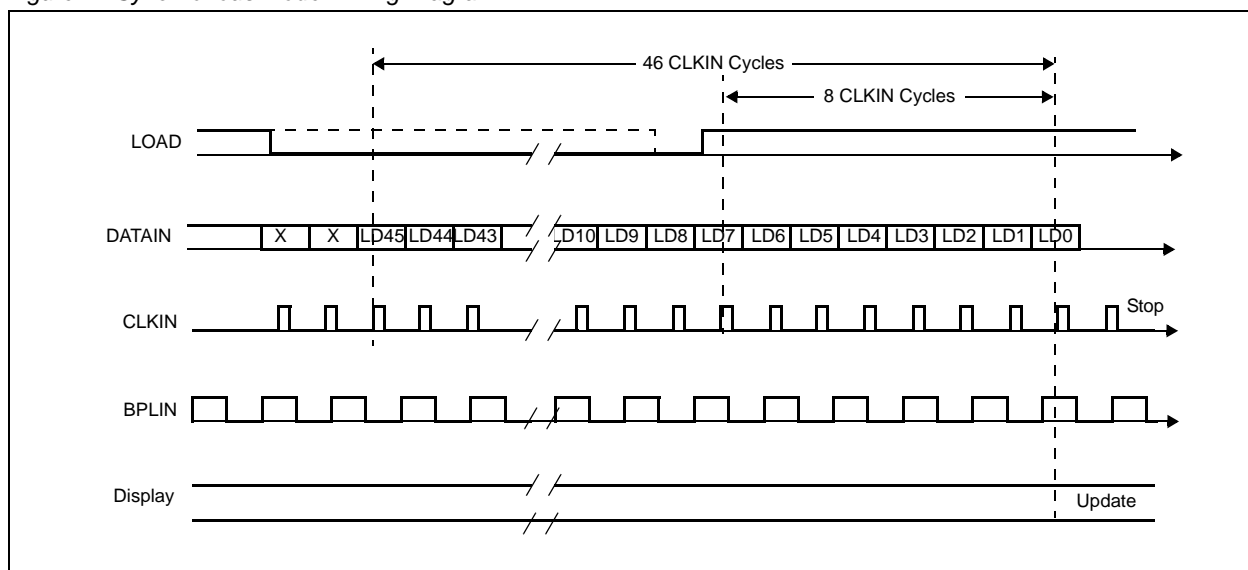 46 CLKIN Cycles
8 CLKIN Cycles
LOAD
DATAIN X X LD45 LD44 LD43 LD10 LD9 LD8 LD7 LD6 LD5 LD4 LD3 LD2 LD1 LD0
CLKIN Stop
BPLIN
Display Update